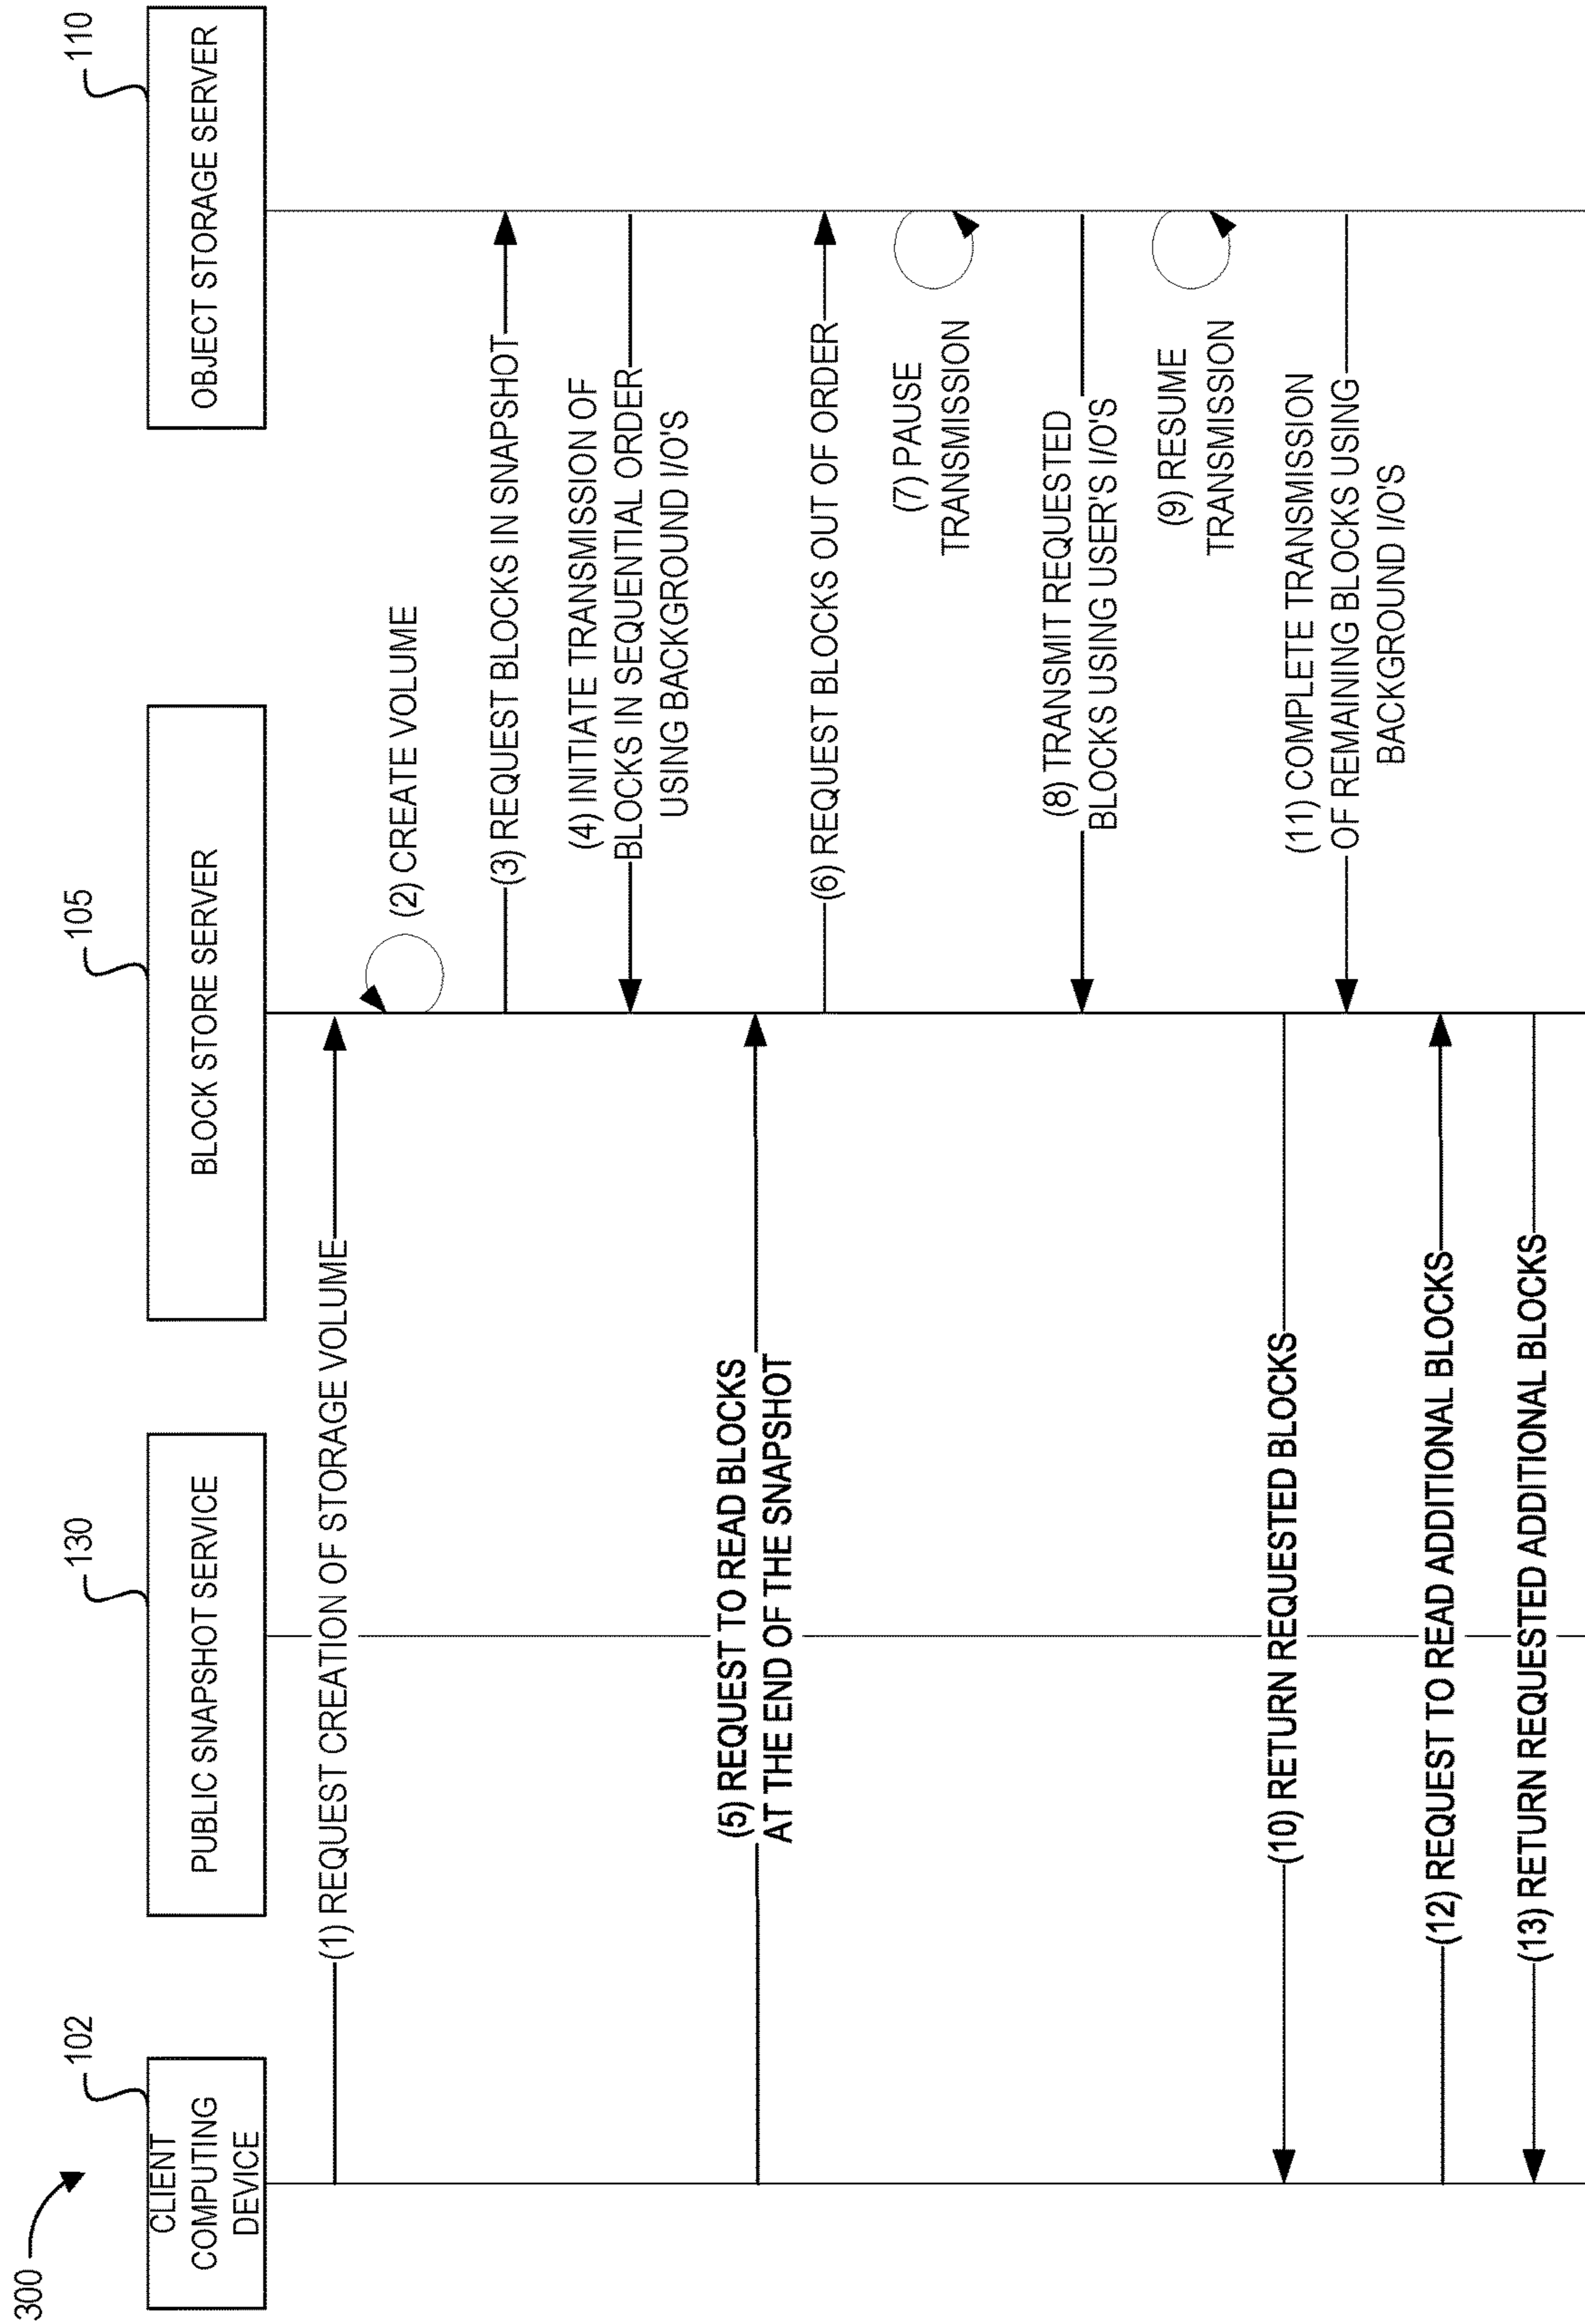 300
102
130
105
110
CLIENT
COMPUTING
DEVICE
PUBLIC SNAPSHOT SERVICE
BLOCK STORE SERVER
OBJECT STORAGE SERVER
(1) REQUEST CREATION OF STORAGE VOLUME
(2) CREATE VOLUME
(3) REQUEST BLOCKS IN SNAPSHOT
(4) INITIATE TRANSMISSION OF
BLOCKS IN SEQUENTIAL ORDER
USING BACKGROUND I/O'S
(5) REQUEST TO READ BLOCKS
AT THE END OF THE SNAPSHOT
(6) REQUEST BLOCKS OUT OF ORDER
(7) PAUSE
TRANSMISSION
(8) TRANSMIT REQUESTED
BLOCKS USING USER'S I/O'S
(9) RESUME
TRANSMISSION
(10) RETURN REQUESTED BLOCKS
(11) COMPLETE TRANSMISSION
OF REMAINING BLOCKS USING
BACKGROUND I/O'S
(12) REQUEST TO READ ADDITIONAL BLOCKS
(13) RETURN REQUESTED ADDITIONAL BLOCKS